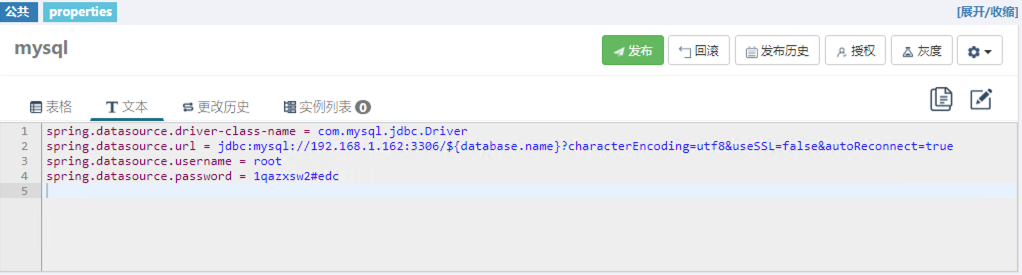 公共 properties [展开/收缩]
mysql 发布 回滚 发布历史 授权 灰度
表格 文本 更改历史 实例列表 0
1 spring.datasource.driver-class-name = com.mysql.jdbc.Driver
2 spring.datasource.url = jdbc:mysql://192.168.1.162:3306/${database.name}?characterEncoding=utf8&useSSL=false&autoReconnect=true
3 spring.datasource.username = root
4 spring.datasource.password = 1qazxsw2#edc
5